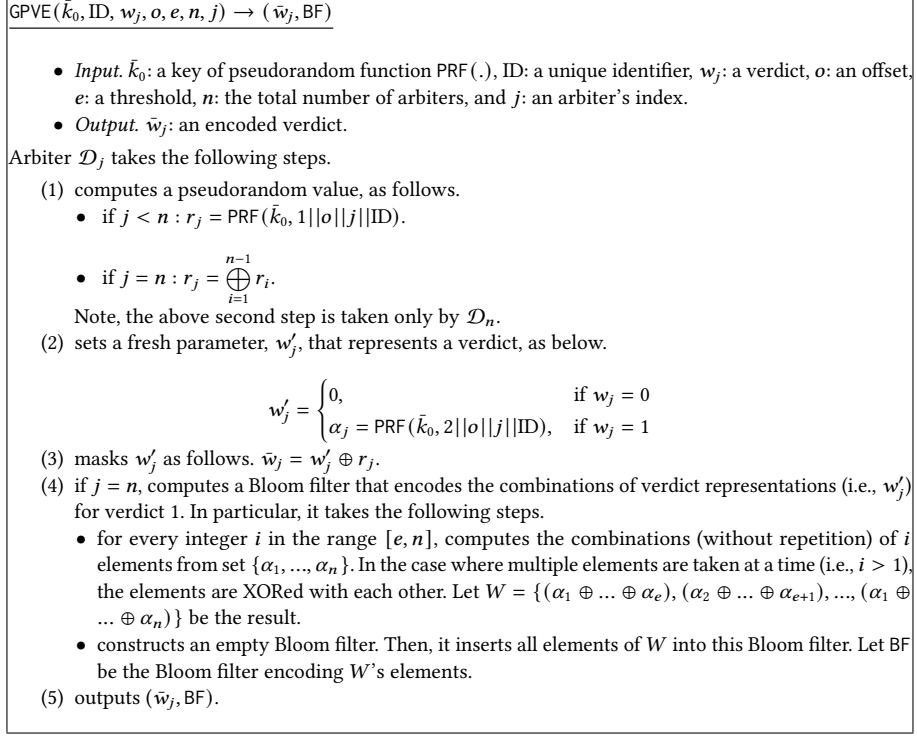 GPVE(k̄₀, ID, wⱼ, o, e, n, j) → (w̄ⱼ, BF)
• Input. k̄₀: a key of pseudorandom function PRF(.), ID: a unique identifier, wⱼ: a verdict, o: an offset,
e: a threshold, n: the total number of arbiters, and j: an arbiter's index.
• Output. w̄ⱼ: an encoded verdict.
Arbiter 𝒟ⱼ takes the following steps.
(1) computes a pseudorandom value, as follows.
• if j < n : rⱼ = PRF(k̄₀, 1||o||j||ID).
• if j = n : rⱼ = ⨁_{i=1}^{n−1} rᵢ.
Note, the above second step is taken only by 𝒟ₙ.
(2) sets a fresh parameter, w′ⱼ, that represents a verdict, as below.
w′ⱼ = { 0, if wⱼ = 0
αⱼ = PRF(k̄₀, 2||o||j||ID), if wⱼ = 1
(3) masks w′ⱼ as follows. w̄ⱼ = w′ⱼ ⊕ rⱼ.
(4) if j = n, computes a Bloom filter that encodes the combinations of verdict representations (i.e., w′ⱼ)
for verdict 1. In particular, it takes the following steps.
• for every integer i in the range [e, n], computes the combinations (without repetition) of i
elements from set {α₁, ..., αₙ}. In the case where multiple elements are taken at a time (i.e., i > 1),
the elements are XORed with each other. Let W = {(α₁ ⊕ ... ⊕ αₑ), (α₂ ⊕ ... ⊕ αₑ₊₁), ..., (α₁ ⊕
... ⊕ αₙ)} be the result.
• constructs an empty Bloom filter. Then, it inserts all elements of W into this Bloom filter. Let BF
be the Bloom filter encoding W's elements.
(5) outputs (w̄ⱼ, BF).